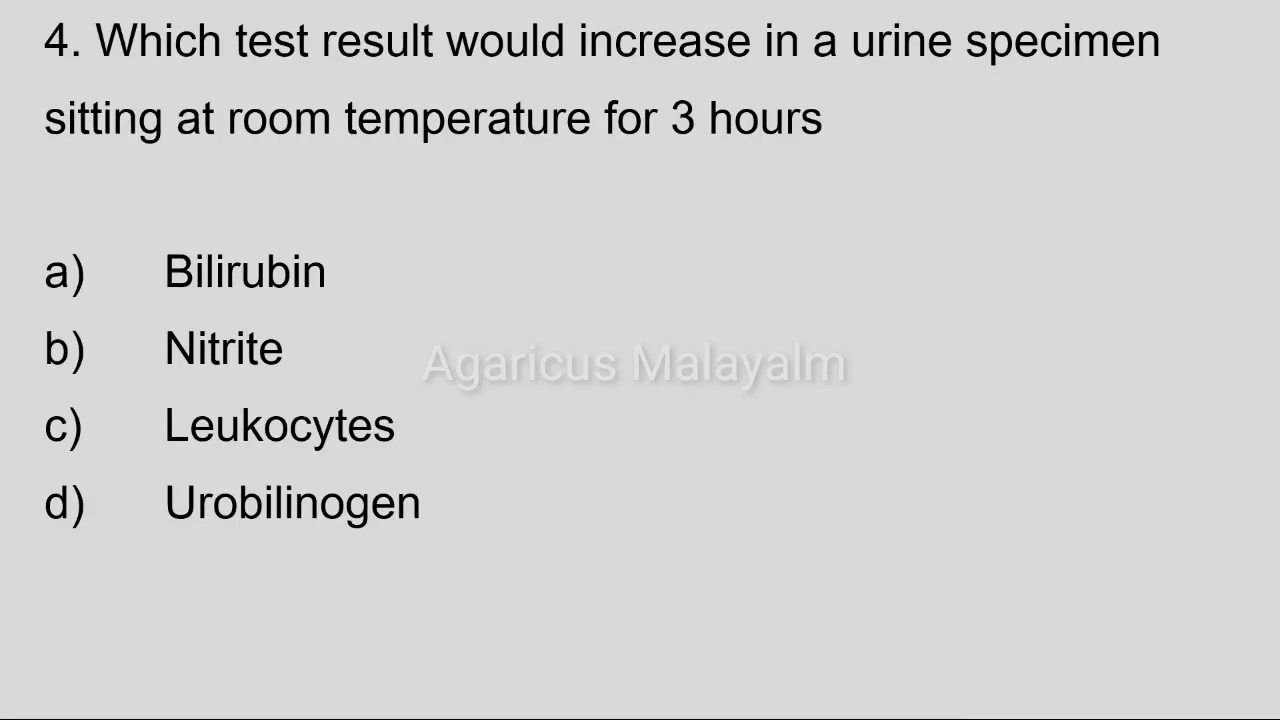 4. Which test result would increase in a urine specimen
sitting at room temperature for 3 hours
a) Bilirubin
b) Nitrite
Agaricus Malayalm
c) Leukocytes
d) Urobilinogen